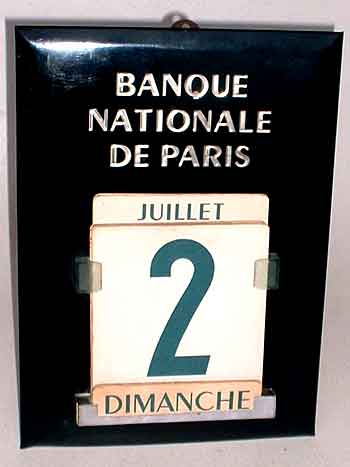 BANQUE
NATIONALE
DE PARIS
JUILLET
2
DIMANCHE